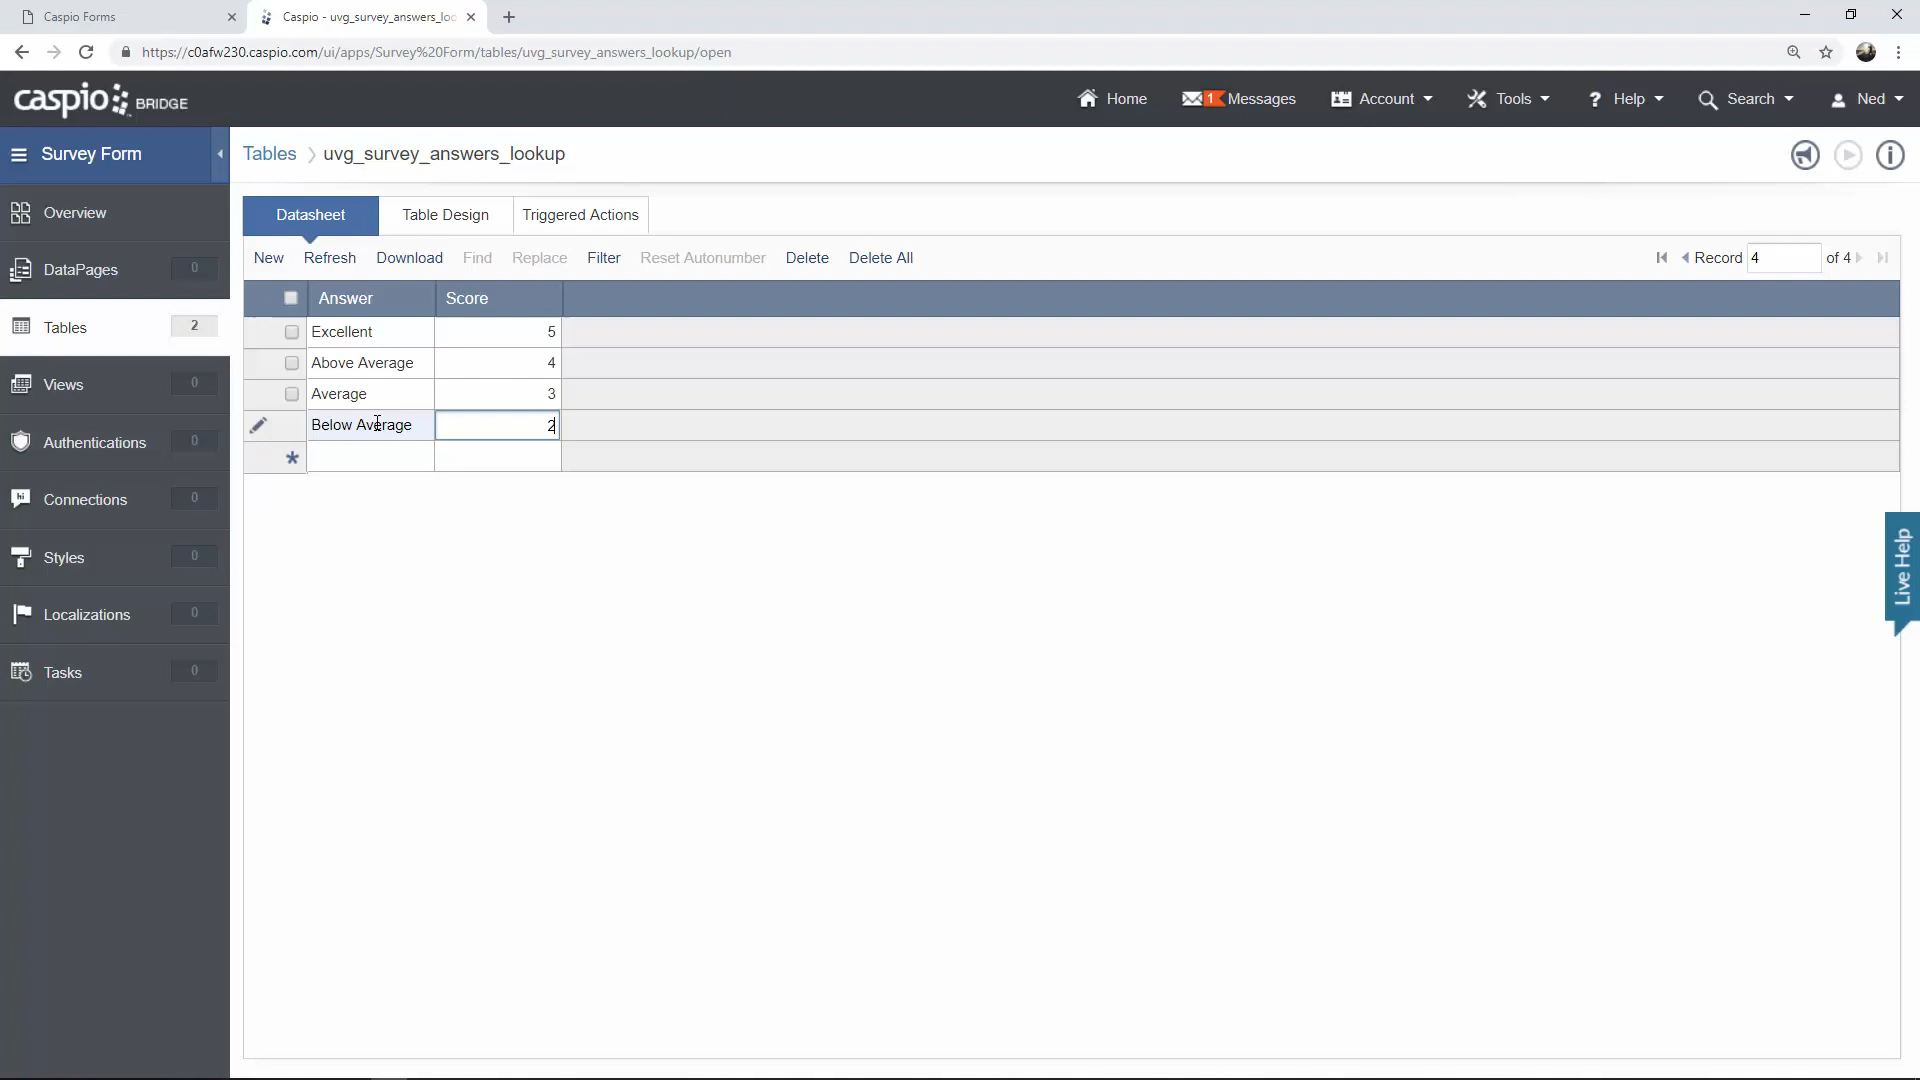 Caspio Forms
Caspio - uvg_survey_answers_loo
https://c0afw230.caspio.com/ui/apps/Survey%20Form/tables/uvg_survey_answers_lookup/open
caspio BRIDGE
Home
1 Messages
Account
Tools
? Help
Search
Ned
Survey Form
Tables
uvg_survey_answers_lookup
Overview
DataPages 0
Tables 2
Views 0
Authentications 0
Connections 0
Styles 0
Localizations 0
Tasks 0
Datasheet
Table Design
Triggered Actions
New Refresh Download Find Replace Filter Reset Autonumber Delete Delete All
Record 4 of 4
Answer Score
Excellent 5
Above Average 4
Average 3
Below Average 2
Live Help